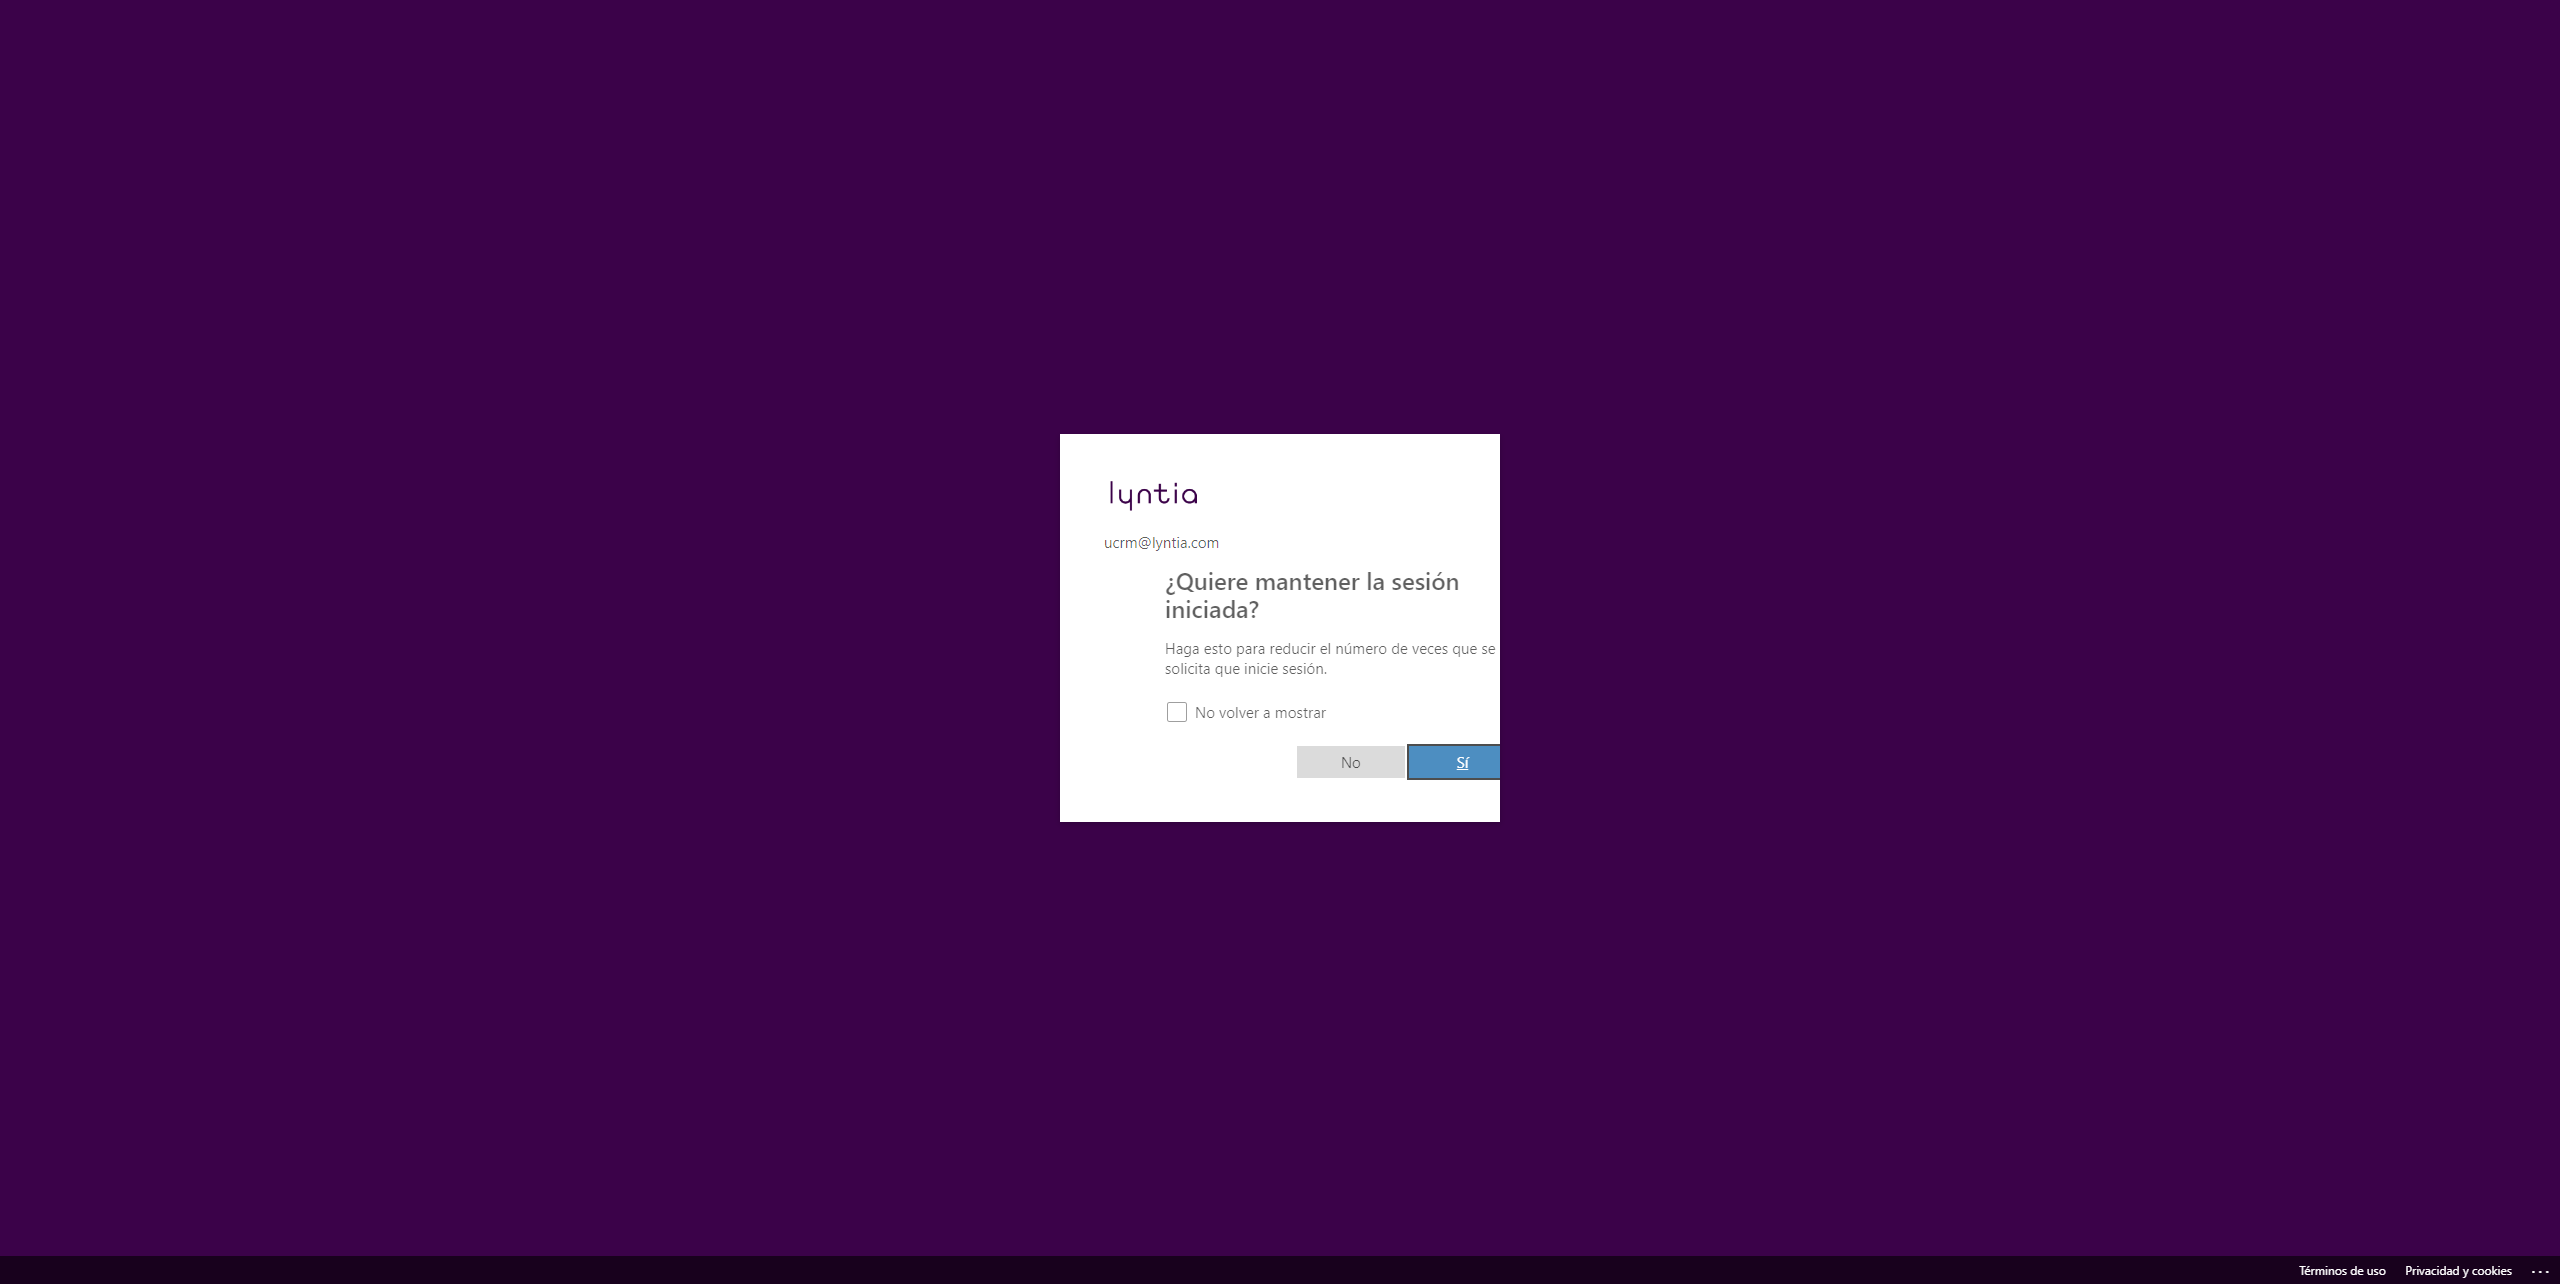 lyntia
ucrm@lyntia.com
¿Quiere mantener la sesión
iniciada?
Haga esto para reducir el número de veces que se
solicita que inicie sesión.
No volver a mostrar
No
Sí
Términos de uso
Privacidad y cookies
...